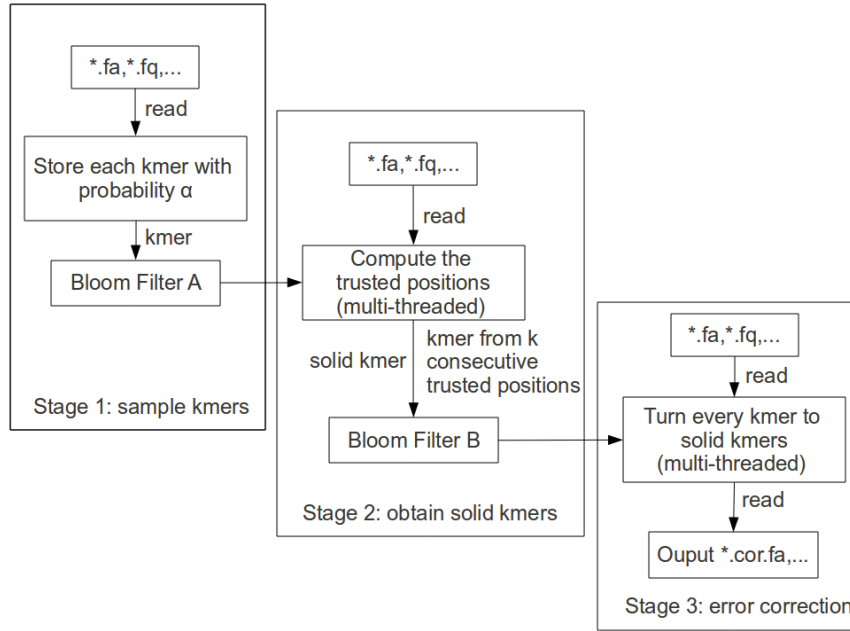 *.fa,*.fq,...
read
Store each kmer with
probability α
kmer
Bloom Filter A
Stage 1: sample kmers
*.fa,*.fq,...
read
Compute the
trusted positions
(multi-threaded)
solid kmer
kmer from k
consecutive
trusted positions
Bloom Filter B
Stage 2: obtain solid kmers
*.fa,*.fq,...
read
Turn every kmer to
solid kmers
(multi-threaded)
read
Ouput *.cor.fa,...
Stage 3: error correction